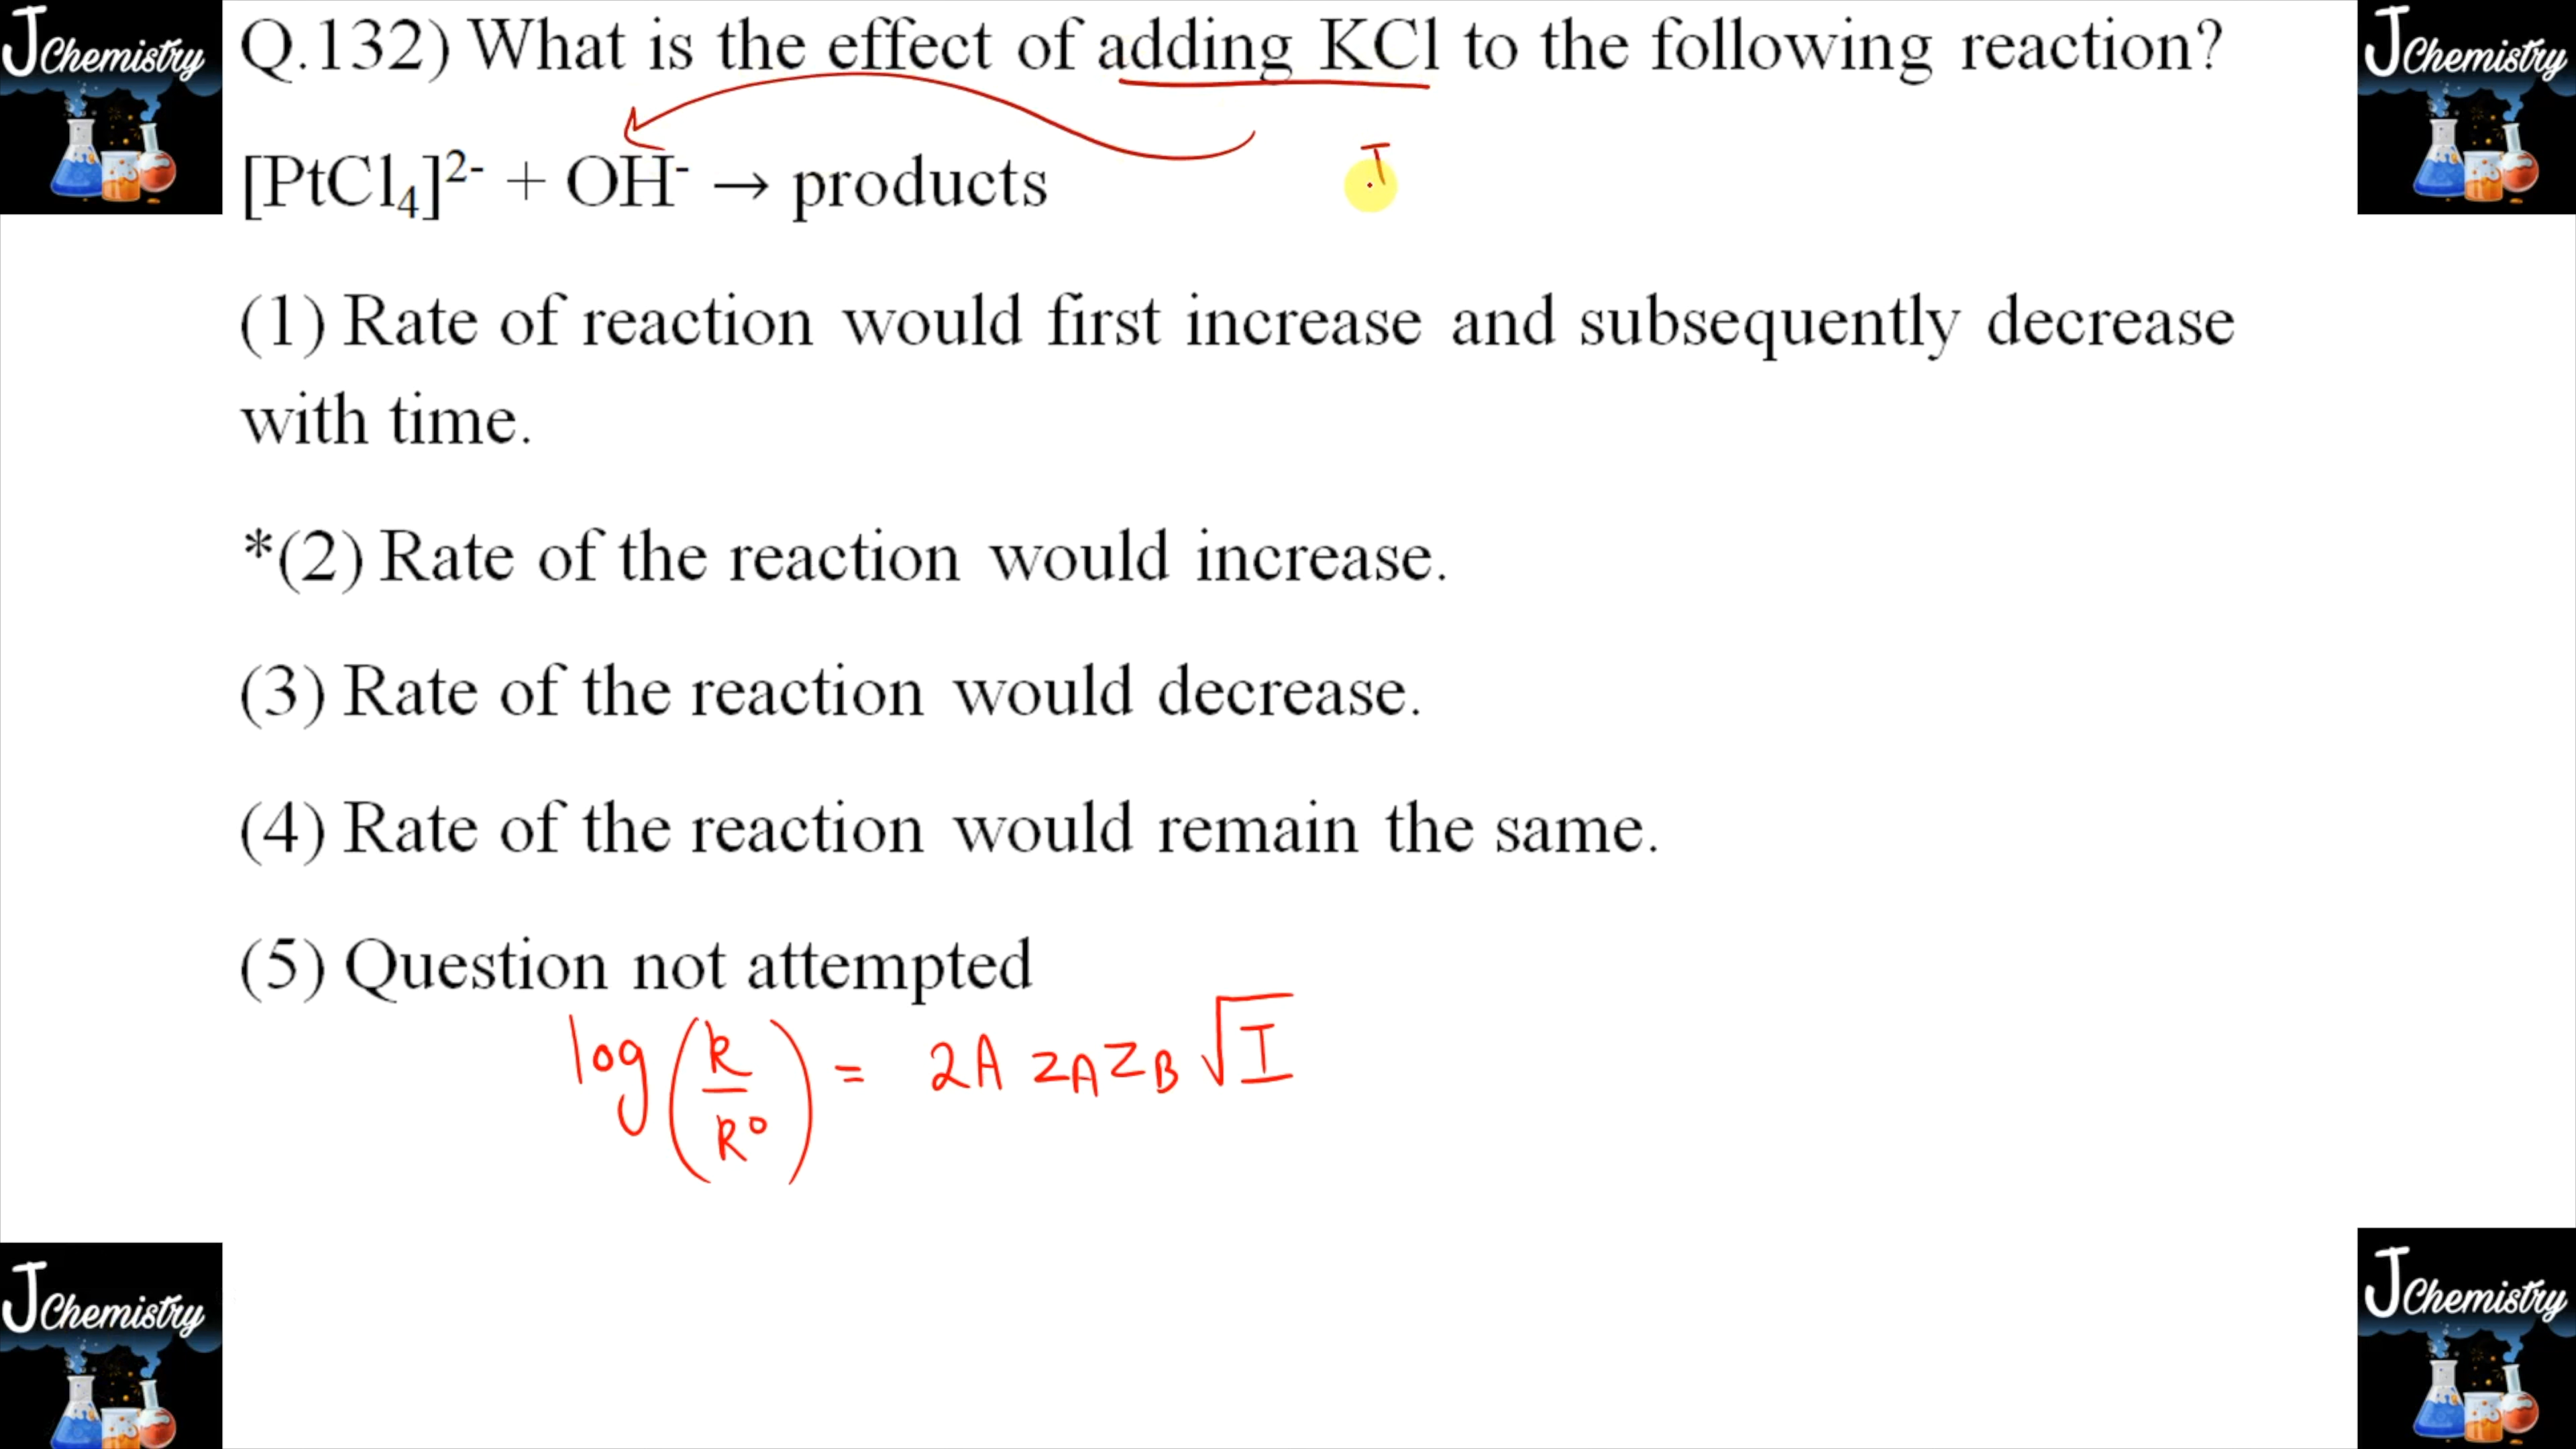 JChemistry
JChemistry
Q.132) What is the effect of adding KCl to the following reaction?
I
[PtCl₄]²⁻ + OH⁻ → products
(1) Rate of reaction would first increase and subsequently decrease
with time.
*(2) Rate of the reaction would increase.
(3) Rate of the reaction would decrease.
(4) Rate of the reaction would remain the same.
(5) Question not attempted
log(k/k⁰) = 2A z_A z_B √I
JChemistry
JChemistry